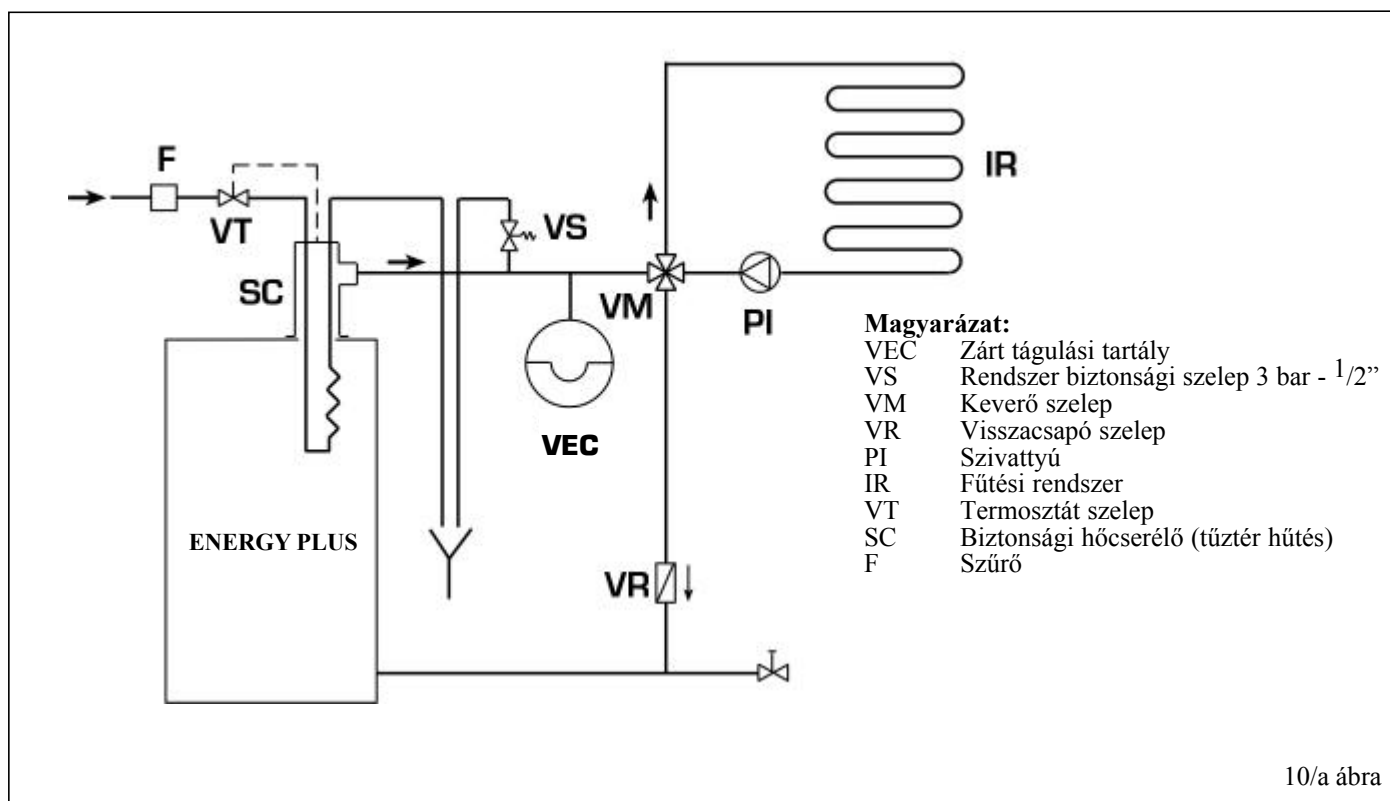 F
VT
SC
VS
VM
PI
IR
VEC
ENERGY PLUS
VR
Magyarázat:
VEC Zárt tágulási tartály
VS Rendszer biztonsági szelep 3 bar - 1/2”
VM Keverő szelep
VR Visszacsapó szelep
PI Szivattyú
IR Fűtési rendszer
VT Termosztát szelep
SC Biztonsági hőcserélő (tűztér hűtés)
F Szűrő
10/a ábra